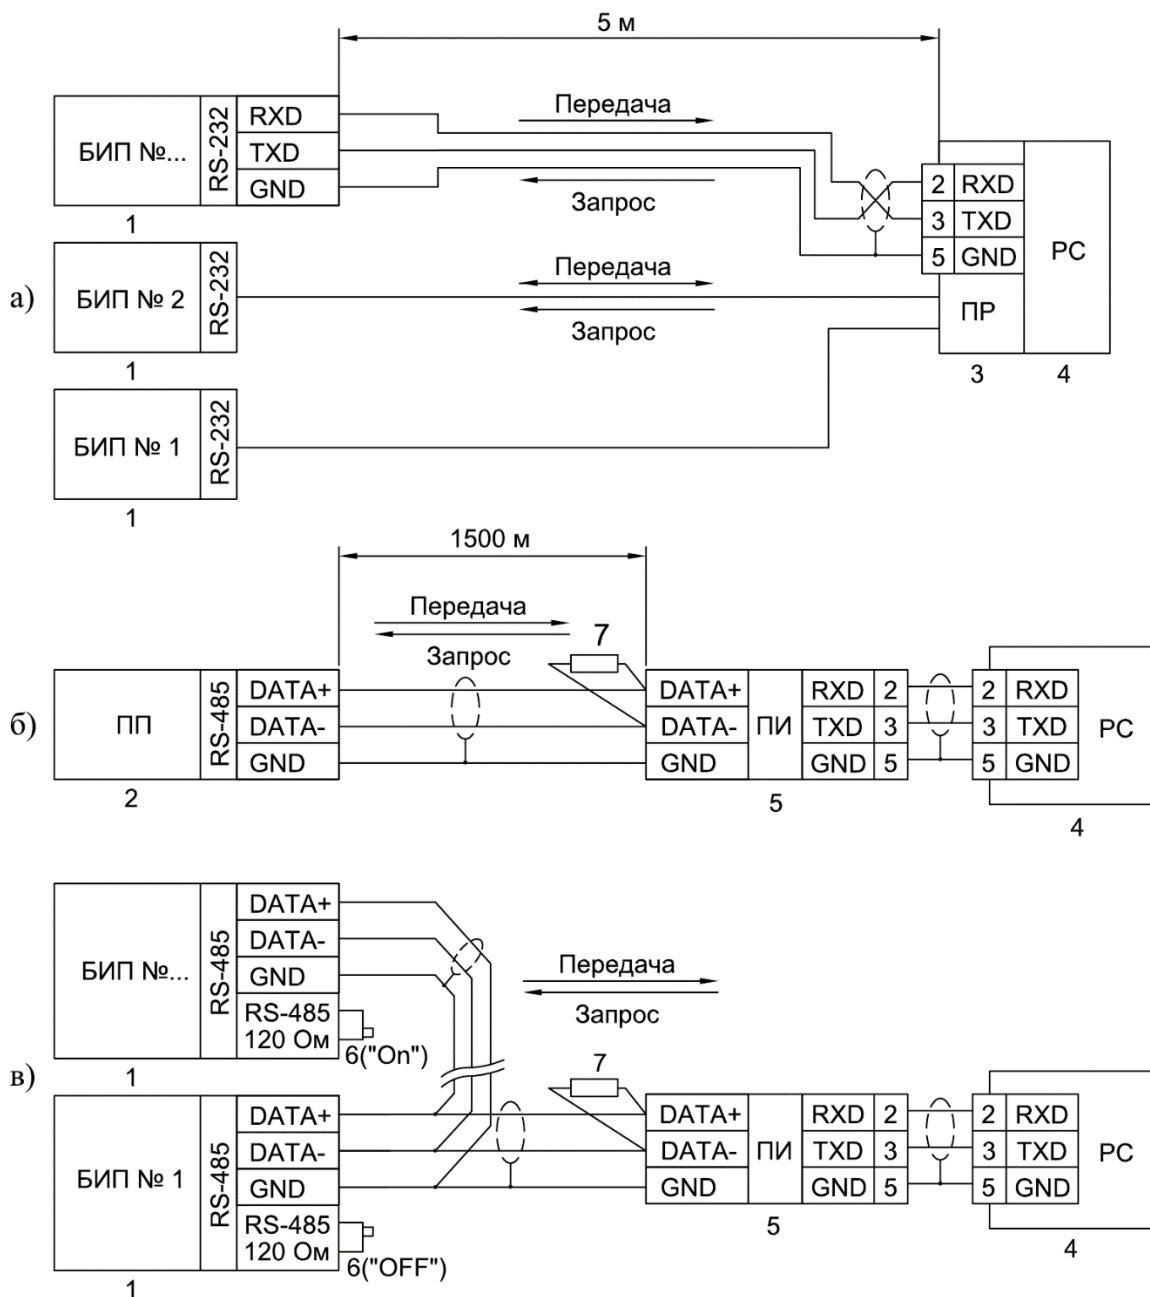 5 м
а)
БИП №...
RS-232
RXD
TXD
GND
1
Передача
Запрос
2 RXD
3 TXD
5 GND
ПР
РС
3
4
БИП № 2
RS-232
1
Передача
Запрос
БИП № 1
RS-232
1
1500 м
б)
Передача
Запрос
7
ПП
RS-485
DATA+
DATA-
GND
2
DATA+
DATA-
GND
ПИ
RXD 2
TXD 3
GND 5
5
2 RXD
3 TXD
5 GND
РС
4
в)
БИП №...
RS-485
DATA+
DATA-
GND
RS-485
120 Ом
6("On")
1
Передача
Запрос
7
БИП № 1
RS-485
DATA+
DATA-
GND
RS-485
120 Ом
6("OFF")
1
DATA+
DATA-
GND
ПИ
RXD 2
TXD 3
GND 5
5
2 RXD
3 TXD
5 GND
РС
4